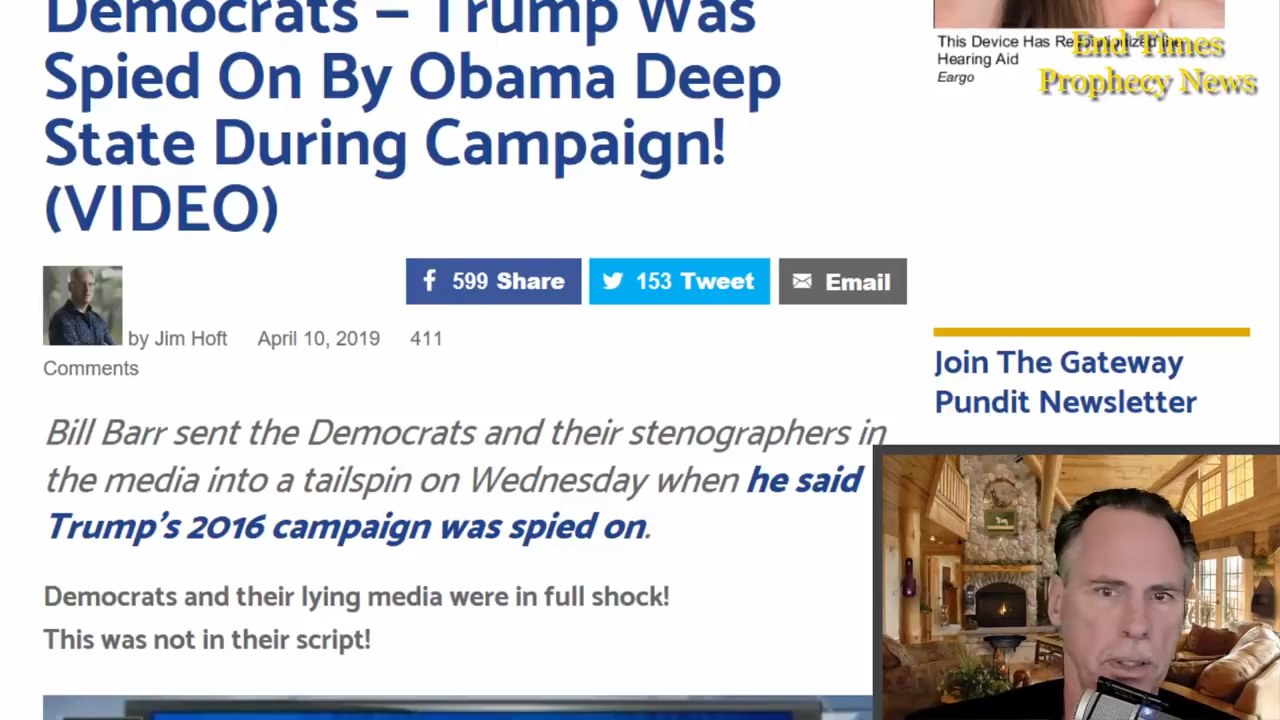 Democrats – Trump Was
Spied On By Obama Deep
State During Campaign!
(VIDEO)
599 Share
153 Tweet
Email
by Jim Hoft April 10, 2019 411
Comments
Bill Barr sent the Democrats and their stenographers in
the media into a tailspin on Wednesday when he said
Trump's 2016 campaign was spied on.
Democrats and their lying media were in full shock!
This was not in their script!
This Device Has Revolutionized the
Hearing Aid
Eargo
End Times
Prophecy News
Join The Gateway
Pundit Newsletter